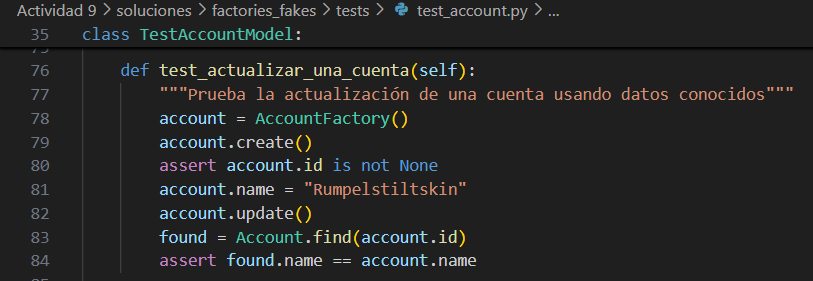 Actividad 9 > soluciones > factories_fakes > tests > test_account.py > ...
35 class TestAccountModel:
76 def test_actualizar_una_cuenta(self):
77 """Prueba la actualización de una cuenta usando datos conocidos"""
78 account = AccountFactory()
79 account.create()
80 assert account.id is not None
81 account.name = "Rumpelstiltskin"
82 account.update()
83 found = Account.find(account.id)
84 assert found.name == account.name